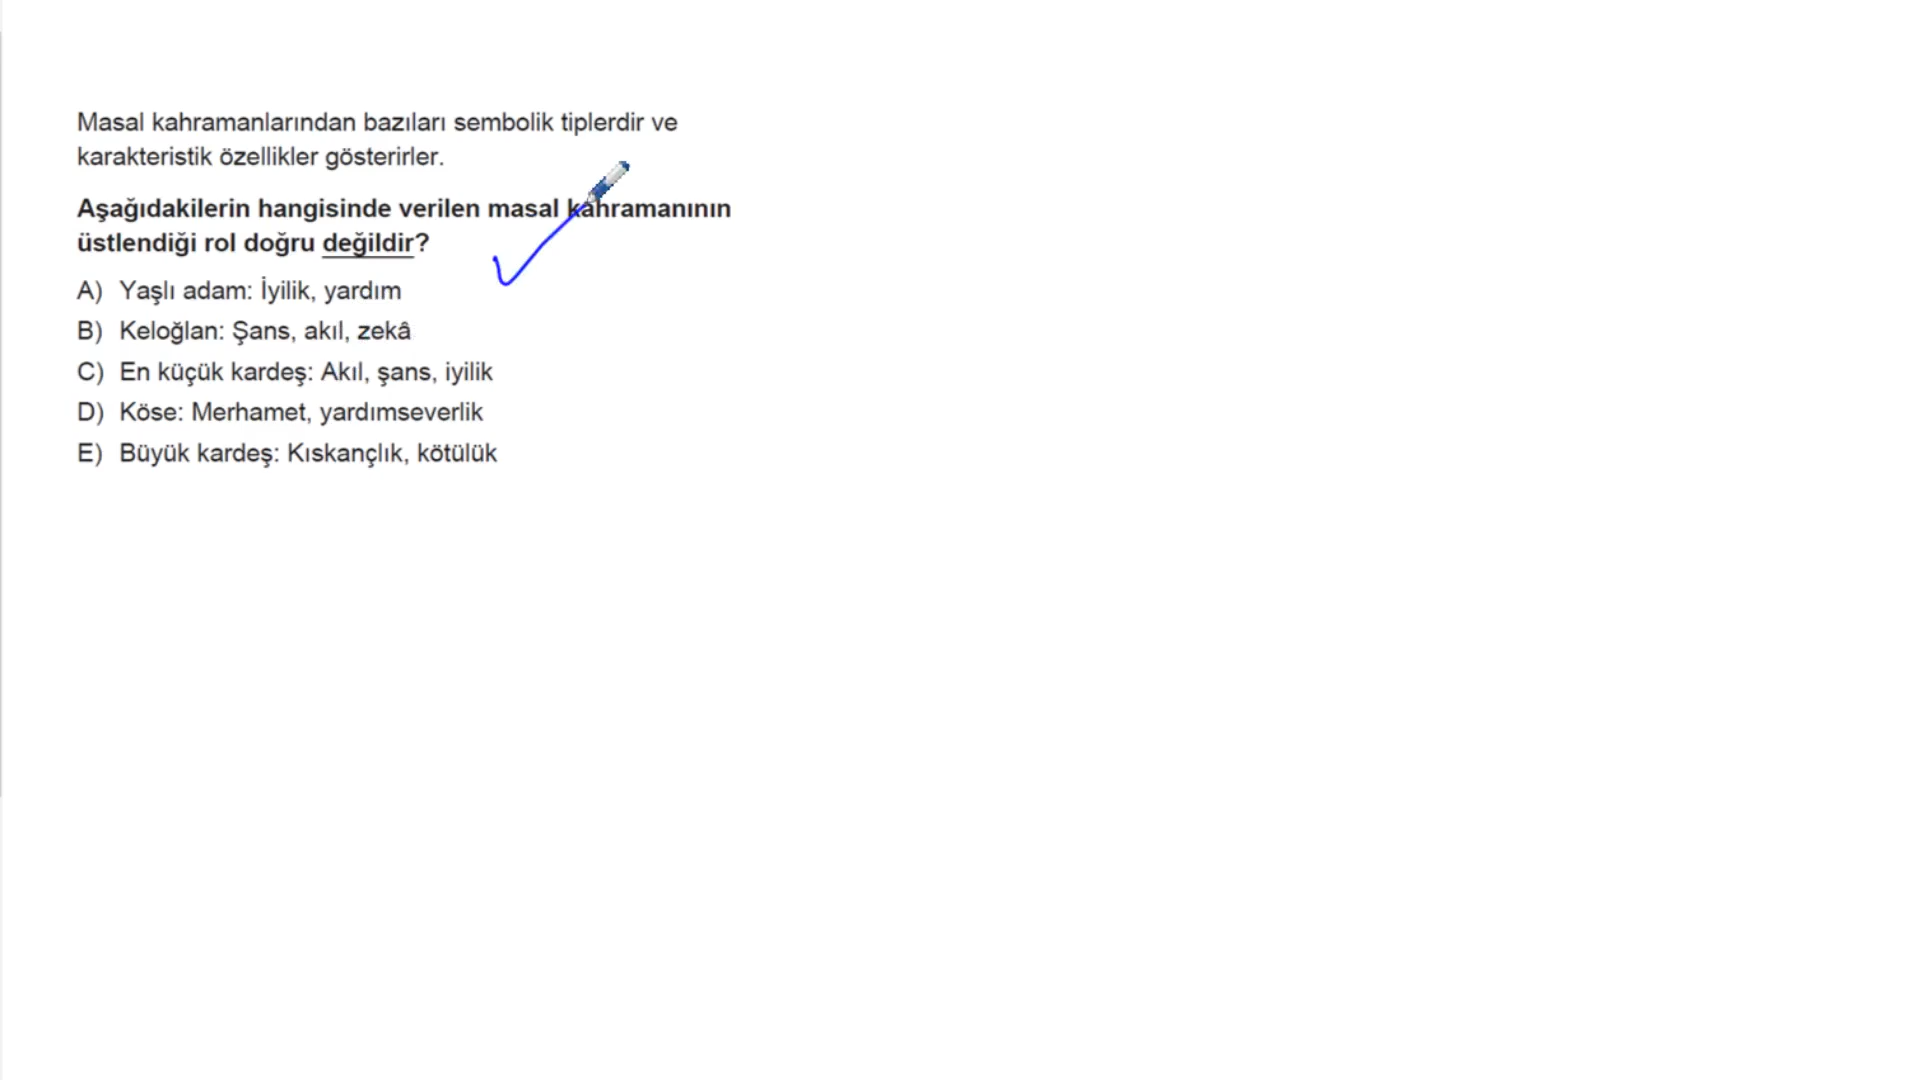 Masal kahramanlarından bazıları sembolik tiplerdir ve
karakteristik özellikler gösterirler.
Aşağıdakilerin hangisinde verilen masal kahramanının
üstlendiği rol doğru değildir?
A) Yaşlı adam: İyilik, yardım
B) Keloğlan: Şans, akıl, zekâ
C) En küçük kardeş: Akıl, şans, iyilik
D) Köse: Merhamet, yardımseverlik
E) Büyük kardeş: Kıskançlık, kötülük